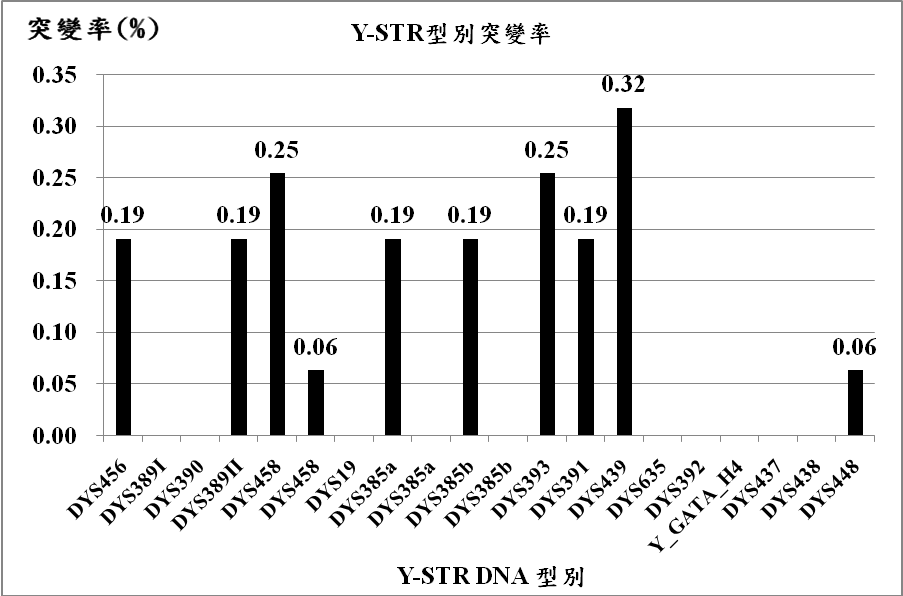 突變率(%)
Y-STR型別突變率
0.35
0.30
0.25
0.20
0.15
0.10
0.05
0.00
0.19
0.19
0.25
0.06
0.19
0.19
0.25
0.19
0.32
0.06
DYS456
DYS389I
DYS390
DYS389II
DYS458
DYS458
DYS19
DYS385a
DYS385a
DYS385b
DYS385b
DYS393
DYS391
DYS439
DYS635
DYS392
Y_GATA_H4
DYS437
DYS438
DYS448
Y-STR DNA 型別